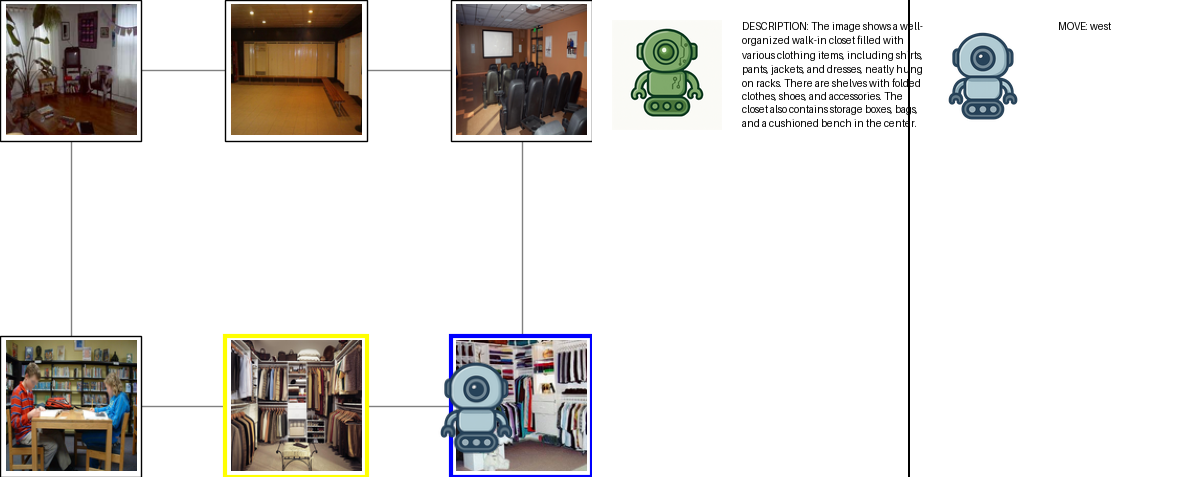 DESCRIPTION: The image shows a well-
organized walk-in closet filled with
various clothing items, including shirts,
pants, jackets, and dresses, neatly hung
on racks. There are shelves with folded
clothes, shoes, and accessories. The
closet also contains storage boxes, bags,
and a cushioned bench in the center.
MOVE: west